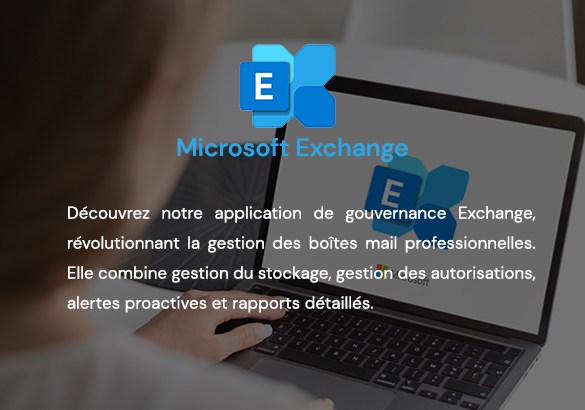 E
Microsoft Exchange
Découvrez notre application de gouvernance Exchange,
révolutionnant la gestion des boîtes mail professionnelles.
Elle combine gestion du stockage, gestion des autorisations,
alertes proactives et rapports détaillés.
E
Microsoft